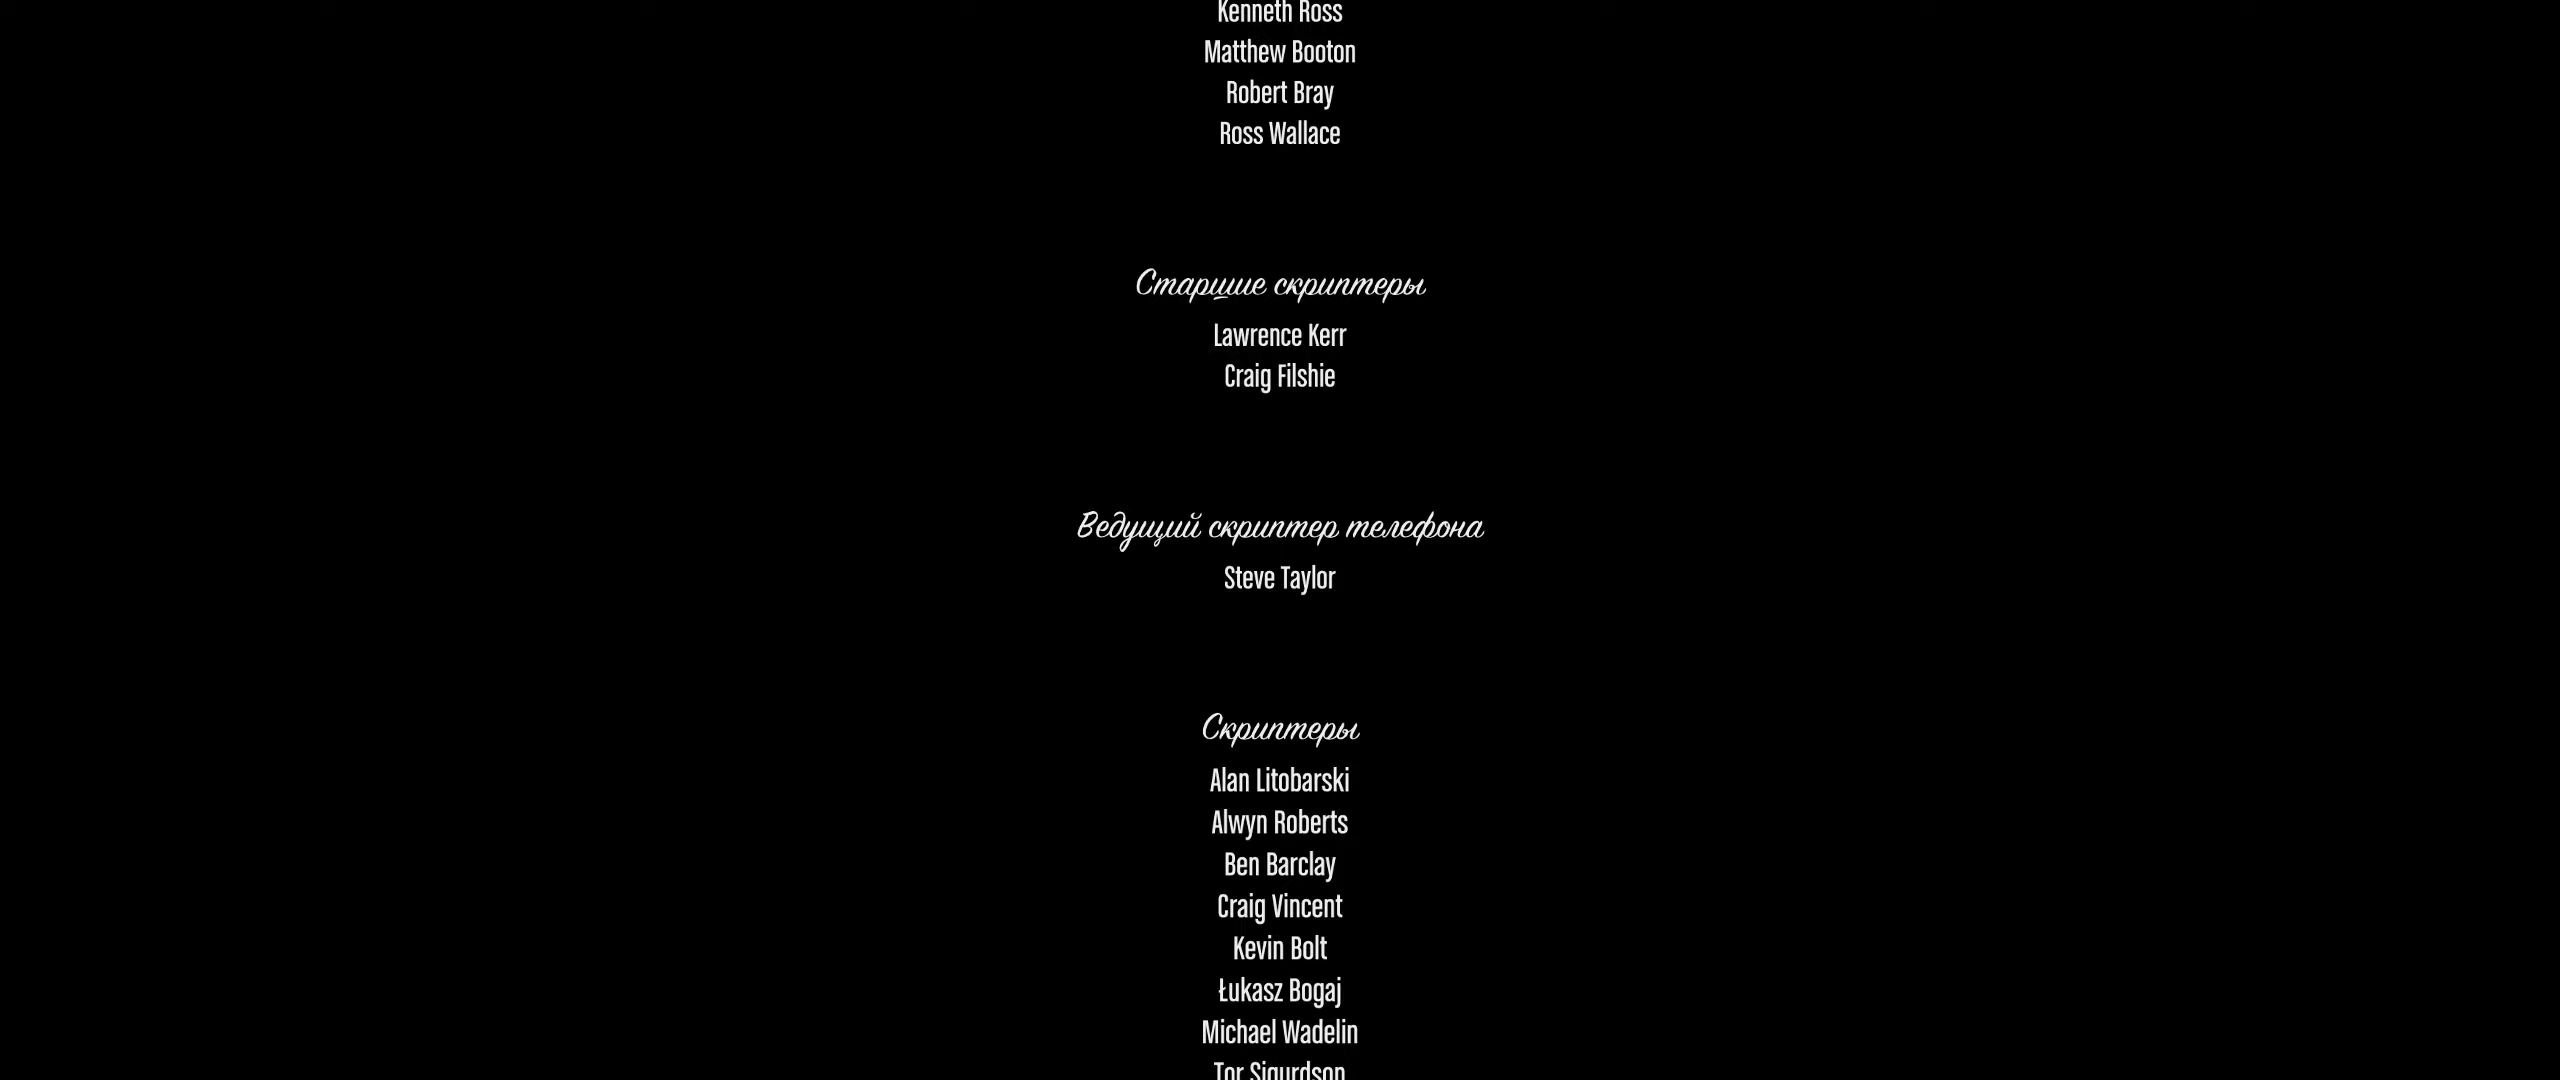 Kenneth Ross
Matthew Booton
Robert Bray
Ross Wallace
Старшие скриптеры
Lawrence Kerr
Craig Filshie
Ведущий скриптер телефона
Steve Taylor
Скриптеры
Alan Litobarski
Alwyn Roberts
Ben Barclay
Craig Vincent
Kevin Bolt
Łukasz Bogaj
Michael Wadelin
Tor Sigurdson